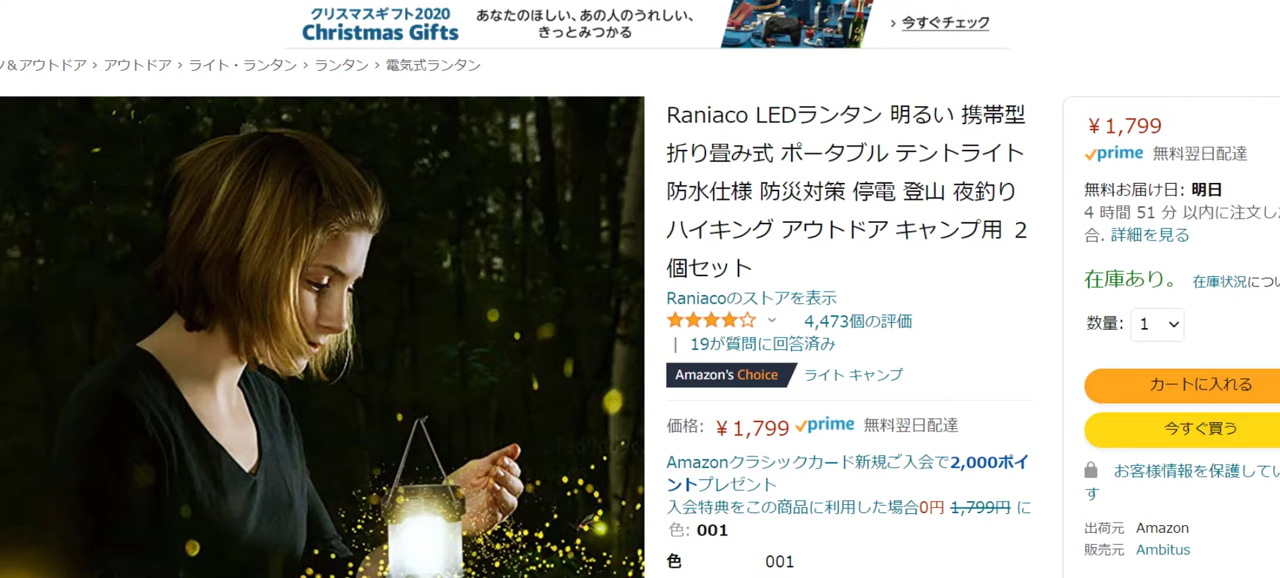 クリスマスギフト2020
Christmas Gifts
あなたのほしい、あの人のうれしい、
きっとみつかる
› 今すぐチェック
&アウトドア › アウトドア › ライト・ランタン › ランタン › 電気式ランタン
Raniaco LEDランタン 明るい 携帯型
折り畳み式 ポータブル テントライト
防水仕様 防災対策 停電 登山 夜釣り
ハイキング アウトドア キャンプ用 2
個セット
Raniacoのストアを表示
4,473個の評価
| 19が質問に回答済み
Amazon's Choice ライト キャンプ
価格: ¥1,799 prime 無料翌日配達
Amazonクラシックカード新規ご入会で2,000ポイ
ントプレゼント
入会特典をこの商品に利用した場合0円 1,799円 に
色: 001
色 001
¥1,799
prime 無料翌日配達
無料お届け日: 明日
4 時間 51 分 以内に注文し
合. 詳細を見る
在庫あり。 在庫状況につ
数量: 1
カートに入れる
今すぐ買う
お客様情報を保護してい
す
出荷元 Amazon
販売元 Ambitus